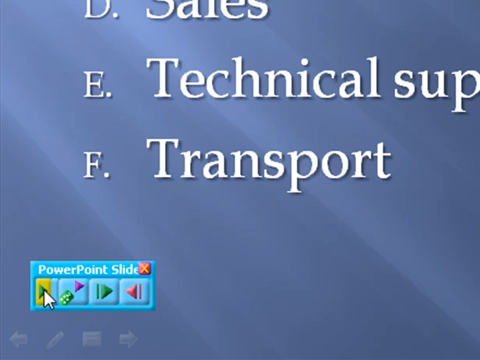 D. Sales
E. Technical sup
F. Transport
PowerPoint Slide